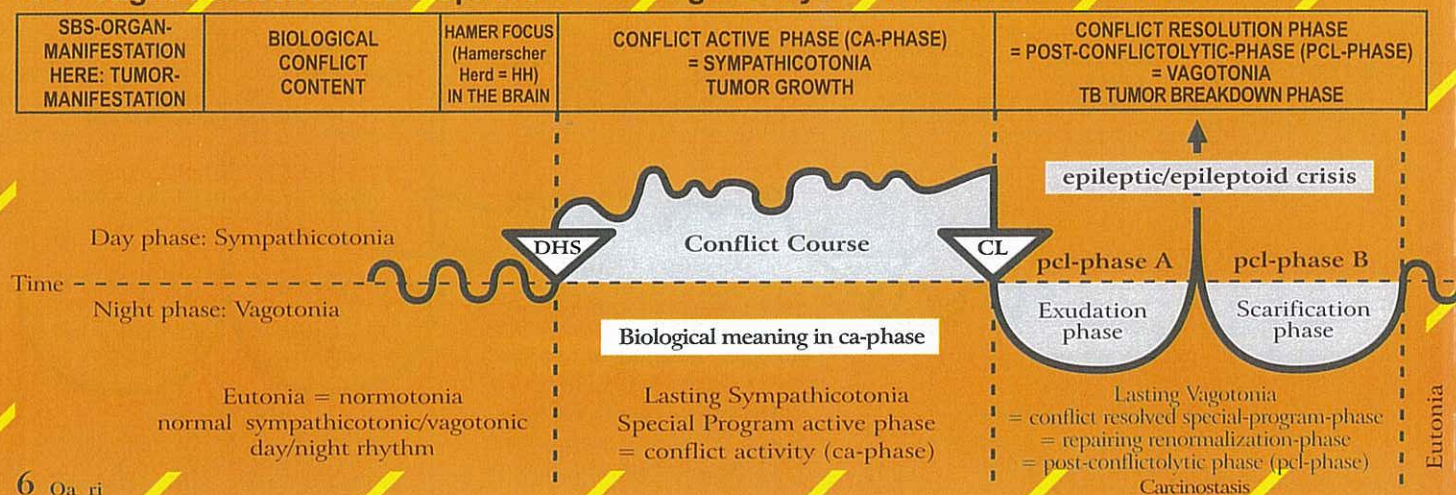 SBS-ORGAN-
MANIFESTATION
HERE: TUMOR-
MANIFESTATION
BIOLOGICAL
CONFLICT
CONTENT
HAMER FOCUS
(Hamerscher
Herd = HH)
IN THE BRAIN
CONFLICT ACTIVE PHASE (CA-PHASE)
= SYMPATHICOTONIA
TUMOR GROWTH
CONFLICT RESOLUTION PHASE
= POST-CONFLICTOLYTIC-PHASE (PCL-PHASE)
= VAGOTONIA
TB TUMOR BREAKDOWN PHASE
epileptic/epileptoid crisis
Day phase: Sympathicotonia
DHS
Conflict Course
CL
pcl-phase A
pcl-phase B
Time
Night phase: Vagotonia
Exudation
phase
Scarification
phase
Biological meaning in ca-phase
Eutonia = normotonia
normal sympathicotonic/vagotonic
day/night rhythm
Lasting Sympathicotonia
Special Program active phase
= conflict activity (ca-phase)
Lasting Vagotonia
= conflict resolved special-program-phase
= repairing renormalization-phase
= post-conflictolytic phase (pcl-phase)
Carcinostasis
Eutonia
6 Oa ri